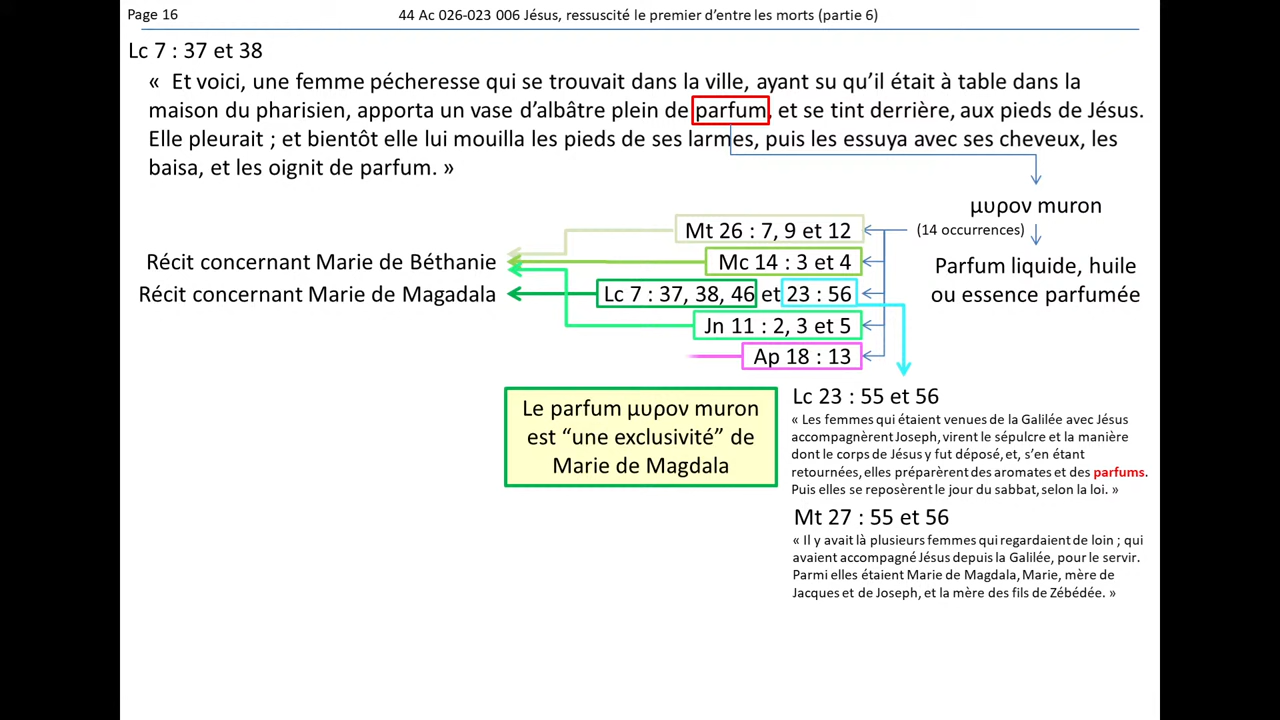 Page 16
44 Ac 026-023 006 Jésus, ressuscité le premier d’entre les morts (partie 6)
Lc 7 : 37 et 38
« Et voici, une femme pécheresse qui se trouvait dans la ville, ayant su qu’il était à table dans la
maison du pharisien, apporta un vase d’albâtre plein de parfum, et se tint derrière, aux pieds de Jésus.
Elle pleurait ; et bientôt elle lui mouilla les pieds de ses larmes, puis les essuya avec ses cheveux, les
baisa, et les oignit de parfum. »
μυρον muron
(14 occurrences)
Parfum liquide, huile
ou essence parfumée
Mt 26 : 7, 9 et 12
Mc 14 : 3 et 4
Lc 7 : 37, 38, 46 et 23 : 56
Jn 11 : 2, 3 et 5
Ap 18 : 13
Récit concernant Marie de Béthanie
Récit concernant Marie de Magadala
Le parfum μυρον muron
est “une exclusivité” de
Marie de Magdala
Lc 23 : 55 et 56
« Les femmes qui étaient venues de la Galilée avec Jésus
accompagnèrent Joseph, virent le sépulcre et la manière
dont le corps de Jésus y fut déposé, et, s’en étant
retournées, elles préparèrent des aromates et des parfums.
Puis elles se reposèrent le jour du sabbat, selon la loi. »
Mt 27 : 55 et 56
« Il y avait là plusieurs femmes qui regardaient de loin ; qui
avaient accompagné Jésus depuis la Galilée, pour le servir.
Parmi elles étaient Marie de Magdala, Marie, mère de
Jacques et de Joseph, et la mère des fils de Zébédée. »